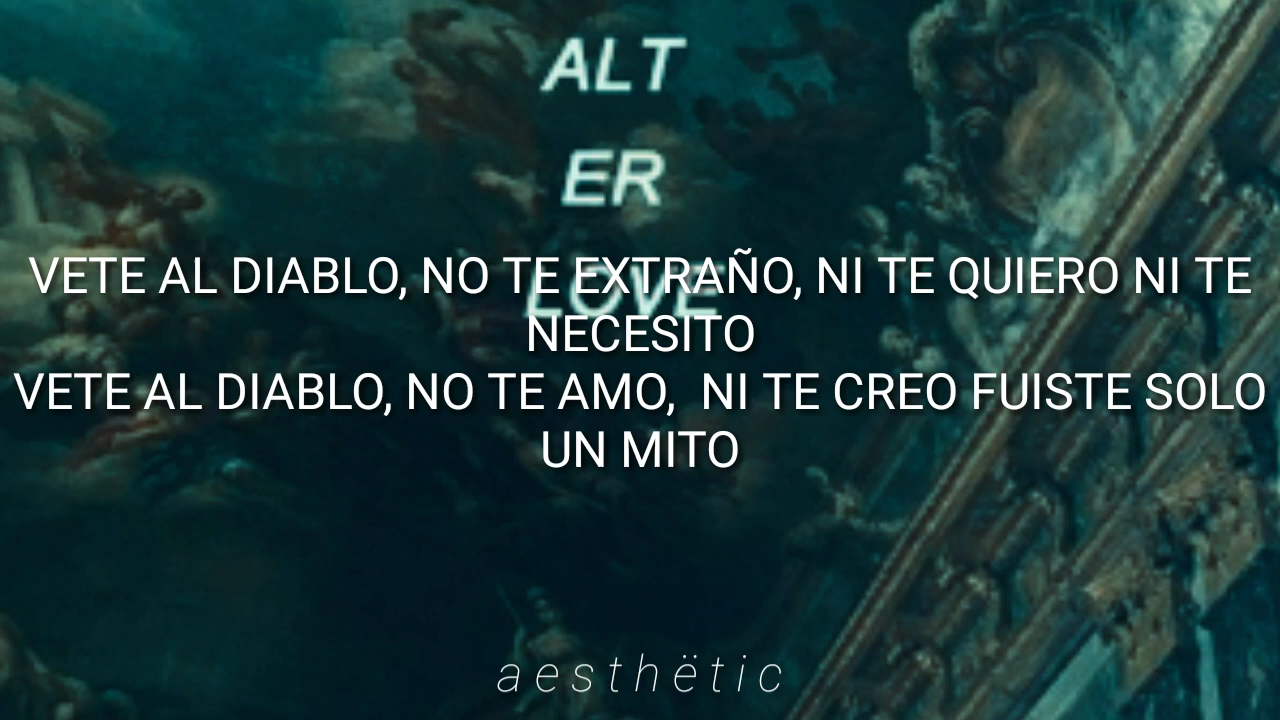 ALT
ER
LOVE
VETE AL DIABLO, NO TE EXTRAÑO, NI TE QUIERO NI TE
NECESITO
VETE AL DIABLO, NO TE AMO,  NI TE CREO FUISTE SOLO
UN MITO
aesthëtic